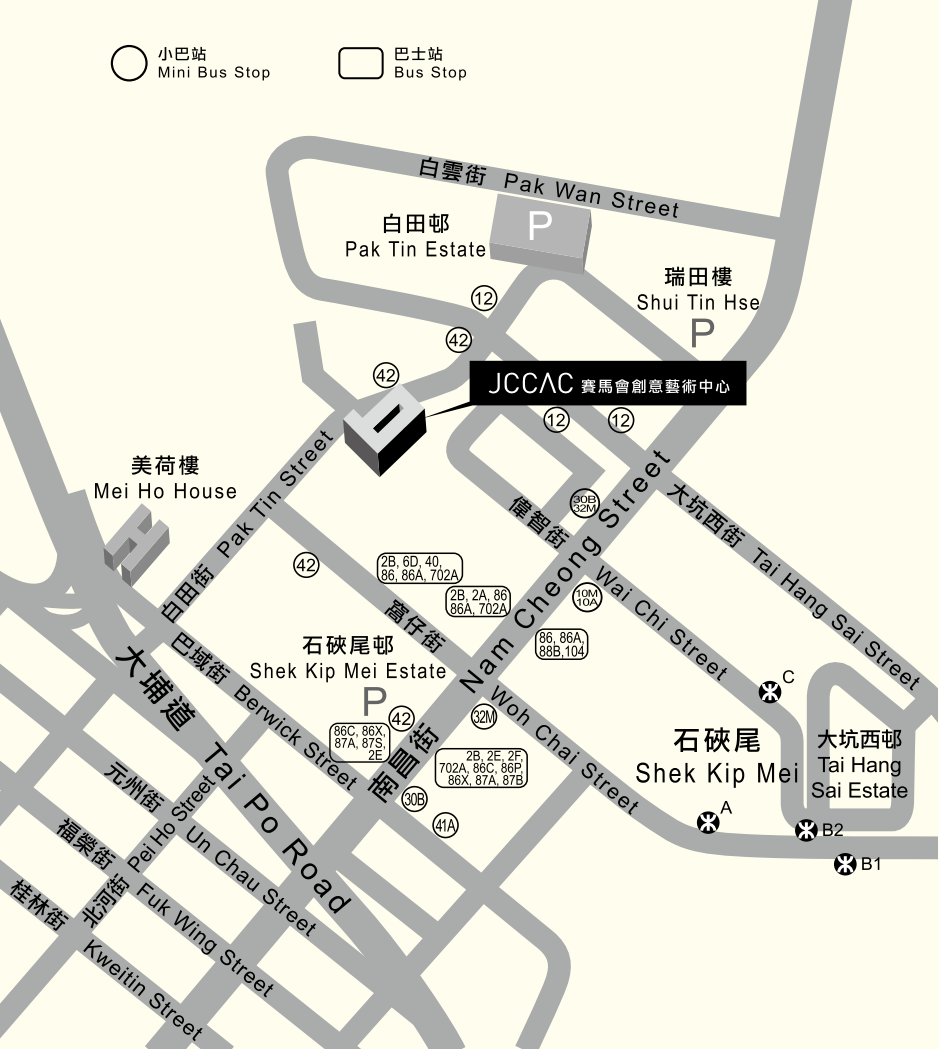 小巴站
Mini Bus Stop
巴士站
Bus Stop
白雲街 Pak Wan Street
白田邨
Pak Tin Estate
P
瑞田樓
Shui Tin Hse
P
12
42
42
JCCAC 賽馬會創意藝術中心
12
12
美荷樓
Mei Ho House
白田街 Pak Tin Street
偉智街
Wai Chi Street
30B
32M
大坑西街 Tai Hang Sai Street
42
2B, 6D, 40,
86, 86A, 702A
2B, 2A, 86
86A, 702A
10M
10A
窩仔街
Woh Chai Street
86, 86A,
88B,104
石硤尾邨
Shek Kip Mei Estate
P
巴域街 Berwick Street
大埔道 Tai Po Road
南昌街 Nam Cheong Street
42
32M
86C, 86X,
87A, 87S,
2E
2B, 2E, 2F,
702A, 86C, 86P,
86X, 87A, 87B
30B
41A
C
石硤尾
Shek Kip Mei
大坑西邨
Tai Hang
Sai Estate
A
B2
B1
元州街 Un Chau Street
北河街 Pei Ho Street
福榮街 Fuk Wing Street
桂林街 Kweitin Street